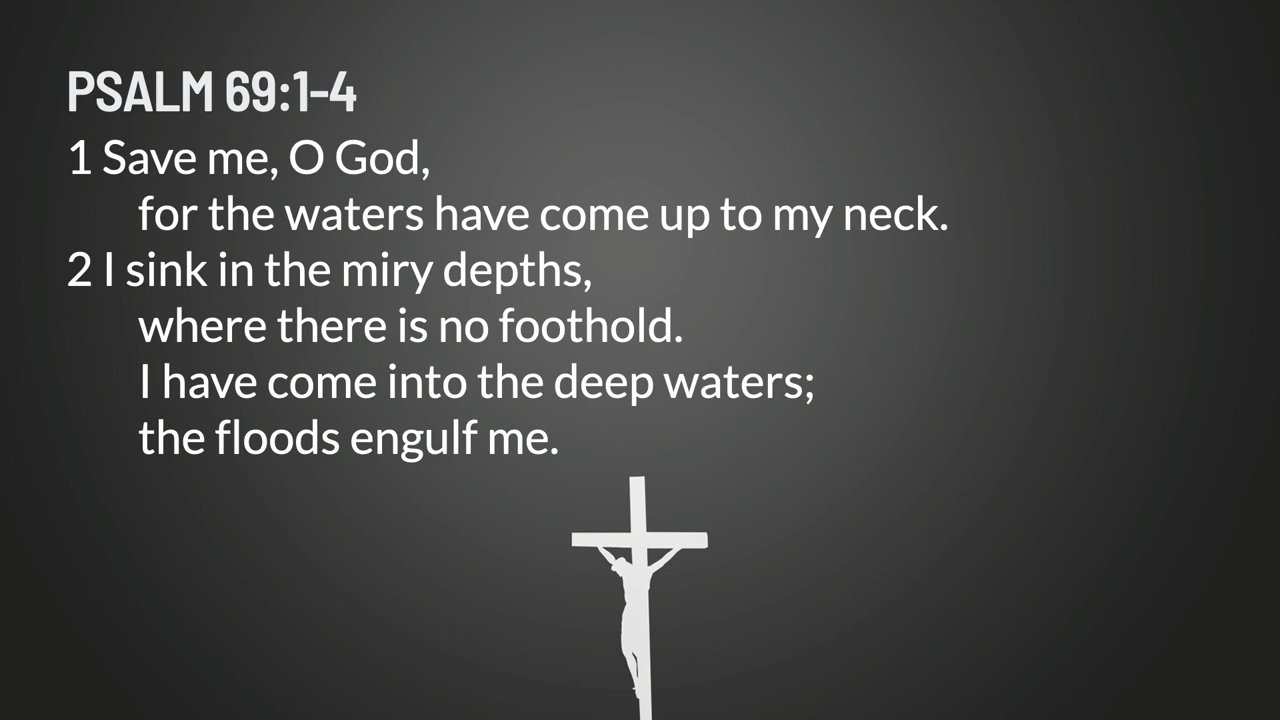 PSALM 69:1-4
1 Save me, O God,
for the waters have come up to my neck.
2 I sink in the miry depths,
where there is no foothold.
I have come into the deep waters;
the floods engulf me.